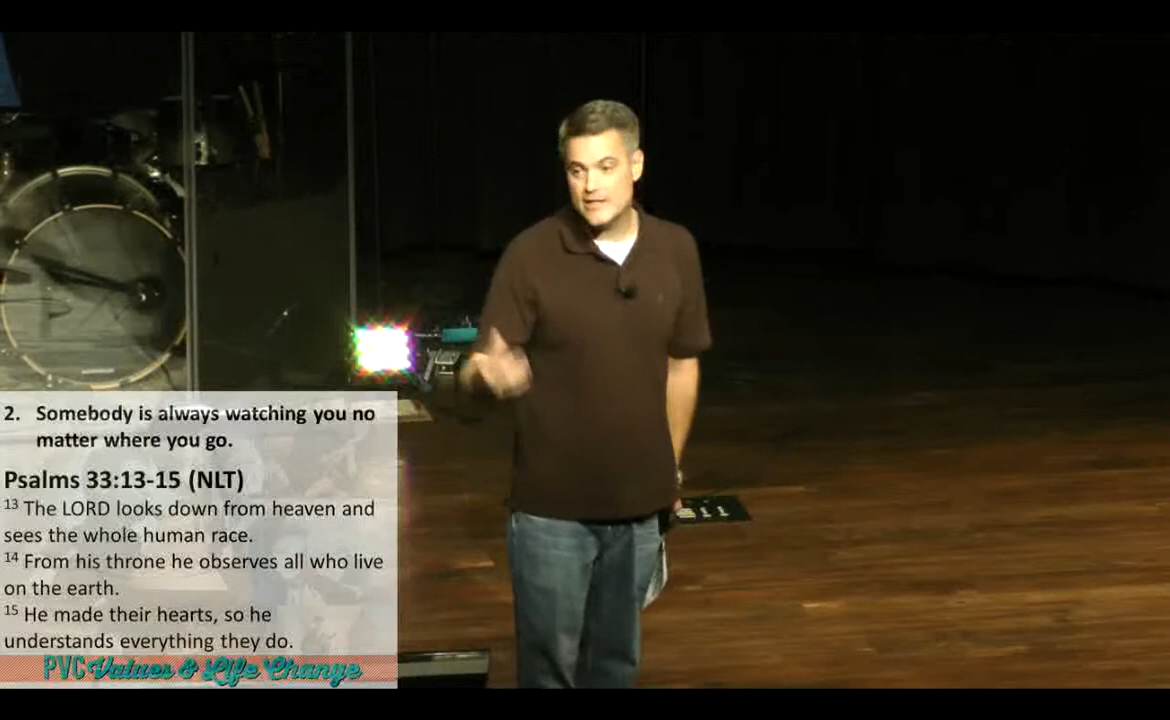 2. Somebody is always watching you no
matter where you go.
Psalms 33:13-15 (NLT)
13 The LORD looks down from heaven and
sees the whole human race.
14 From his throne he observes all who live
on the earth.
15 He made their hearts, so he
understands everything they do.
PVC Values & Life Change